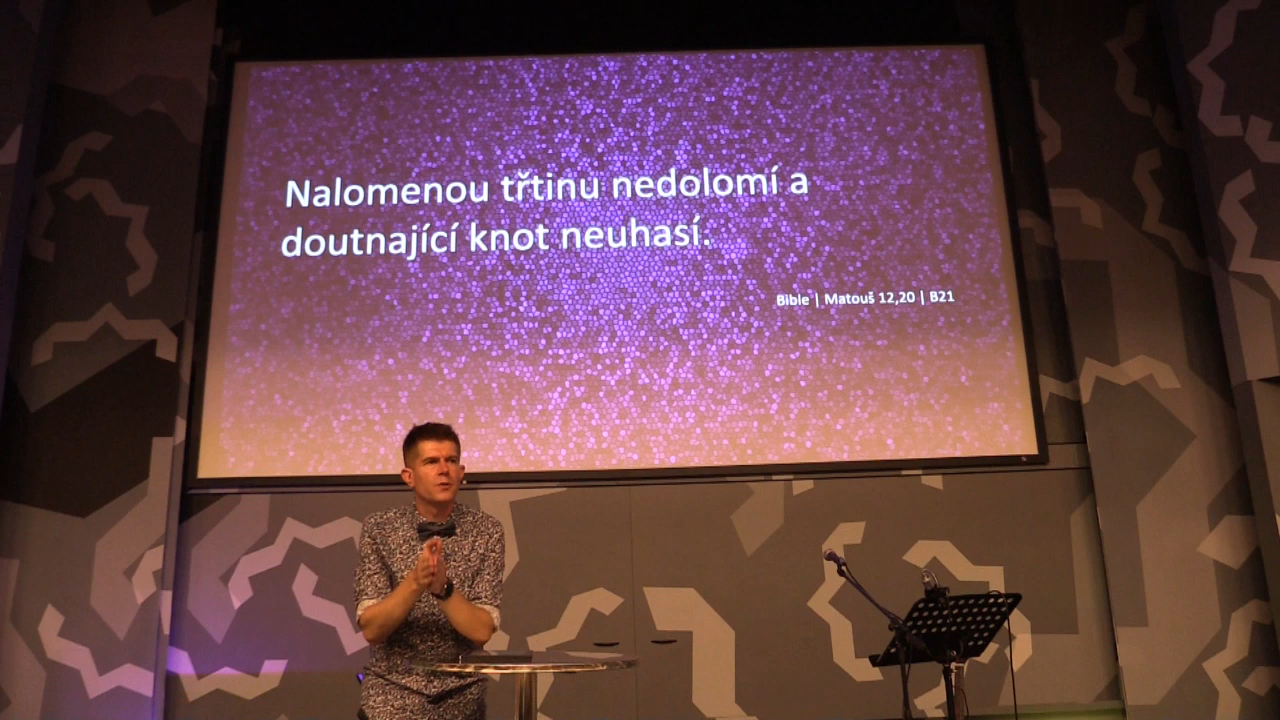 Nalomenou třtinu nedolomí a
doutnající knot neuhasí.
Bible | Matouš 12,20 | B21